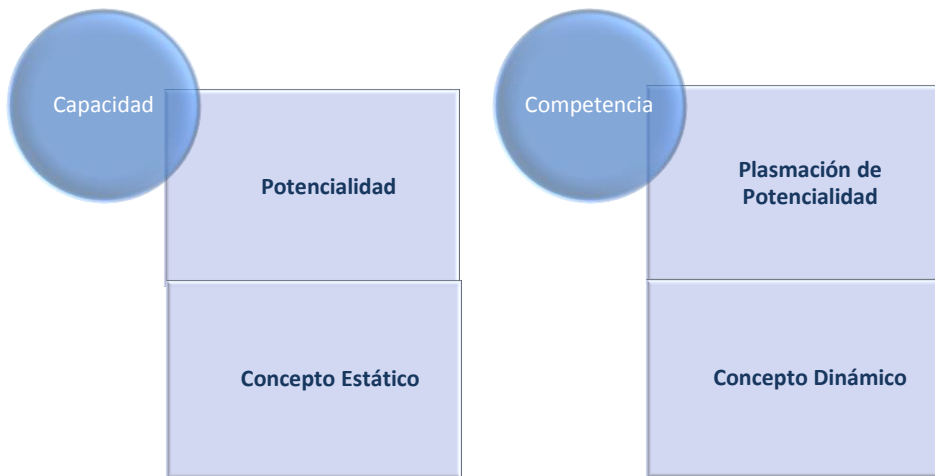 Capacidad
Potencialidad
Concepto Estático
Competencia
Plasmación de
Potencialidad
Concepto Dinámico